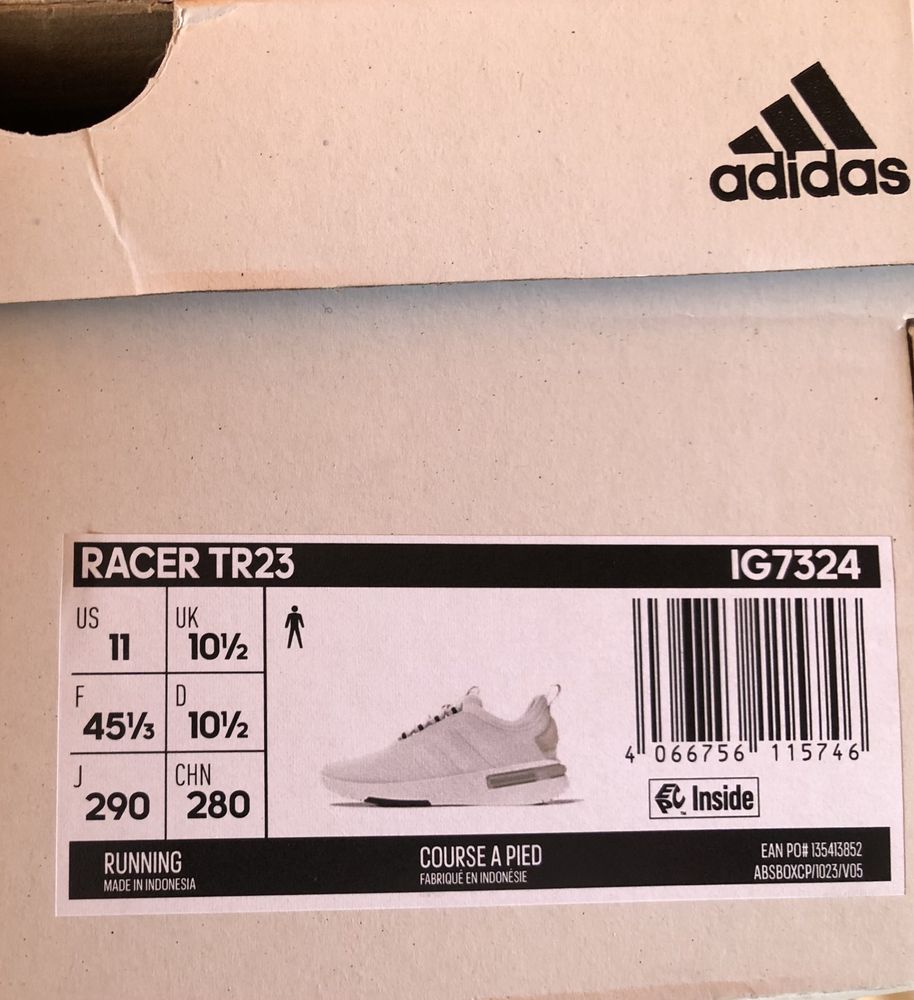 adidas
RACER TR23 IG7324
US 11 UK 10½
F 45⅓ D 10½
J 290 CHN 280
4 066756 115746
EPC Inside
RUNNING COURSE A PIED EAN PO# 135413852
MADE IN INDONESIA FABRIQUÉ EN INDONÉSIE ABSBOXCP/1023/V05